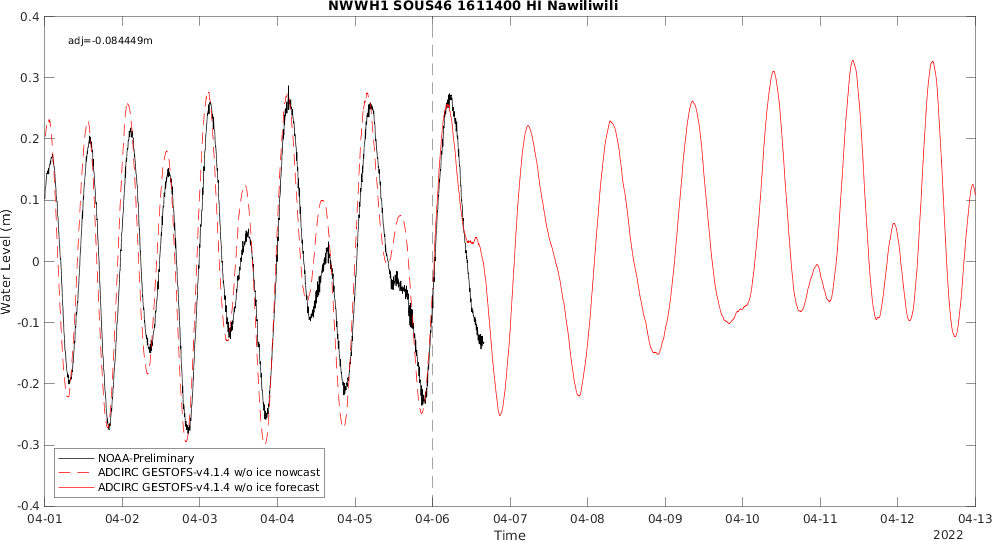 NWWH1 SOUS46 1611400 HI Nawiliwili
adj=-0.084449m
Water Level (m)
0.4
0.3
0.2
0.1
0
-0.1
-0.2
-0.3
-0.4
NOAA-Preliminary
ADCIRC GESTOFS-v4.1.4 w/o ice nowcast
ADCIRC GESTOFS-v4.1.4 w/o ice forecast
04-01 04-02 04-03 04-04 04-05 04-06 04-07 04-08 04-09 04-10 04-11 04-12 04-13
Time
2022